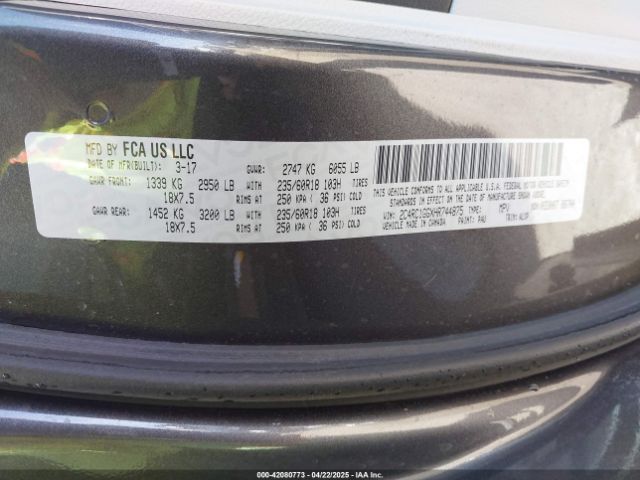 MFD BY FCA US LLC
DATE OF MFR(BUILT): 3-17 GVWR: 2747 KG 6055 LB
GAWR FRONT: 1339 KG 2950 LB WITH 235/60R18 103H TIRES
18X7.5 RIMS AT 250 KPA ( 36 PSI) COLD
GAWR REAR: 1452 KG 3200 LB WITH 235/60R18 103H TIRES
18X7.5 RIMS AT 250 KPA ( 36 PSI) COLD
THIS VEHICLE CONFORMS TO ALL APPLICABLE U.S.A. FEDERAL MOTOR VEHICLE SAFETY
STANDARDS IN EFFECT ON THE DATE OF MANUFACTURE SHOWN ABOVE.
VIN: TYPE: MPV
VEHICLE MADE IN CANADA PAINT: PAU TRIM:
000-42080773 | 04/22/2025 | IAAI.COM